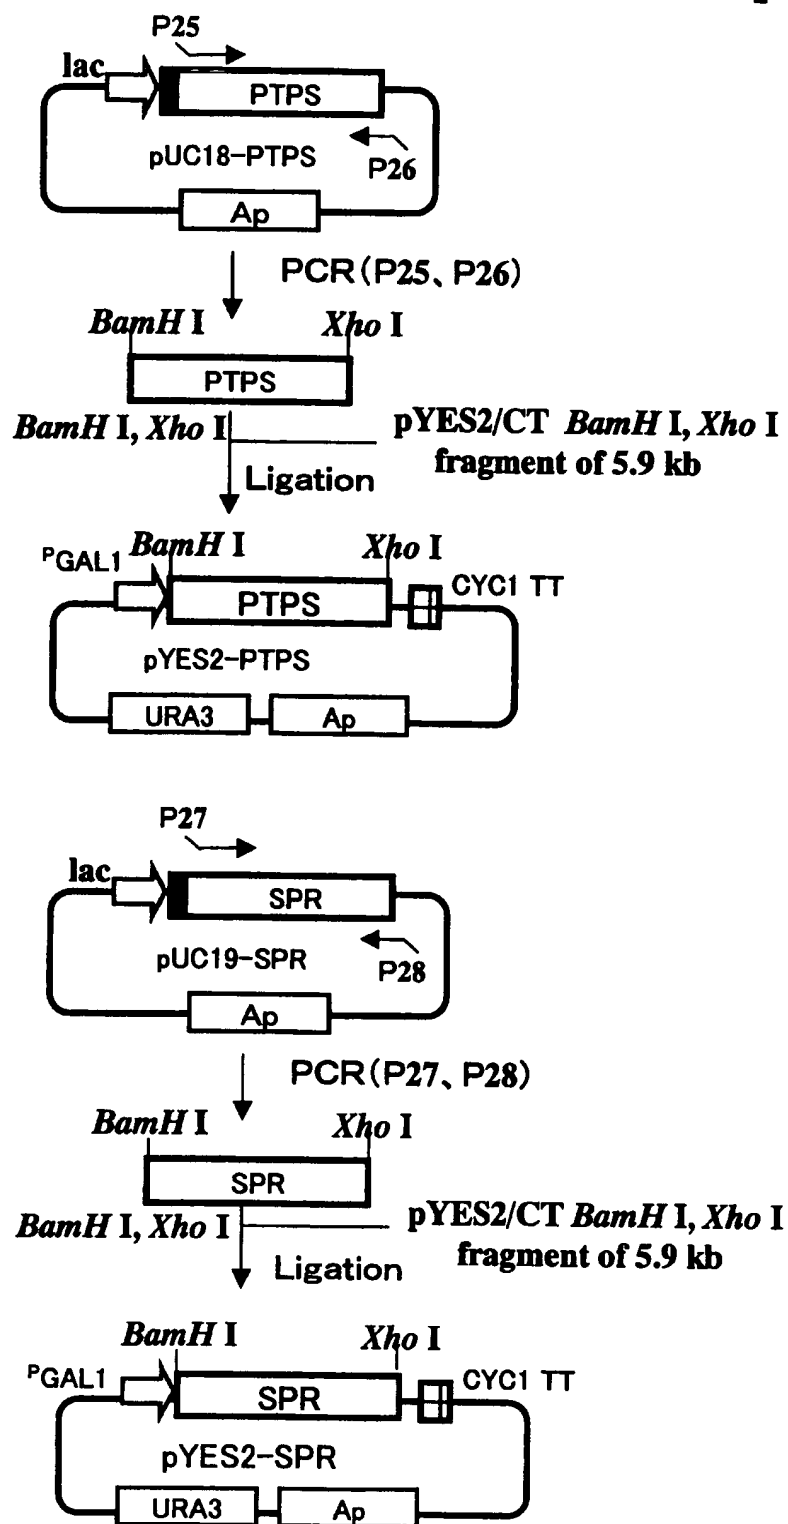 P25
lac
PTPS
pUC18-PTPS
P26
Ap
PCR(P25、P26)
BamH I
Xho I
PTPS
BamH I, Xho I
pYES2/CT BamH I, Xho I
fragment of 5.9 kb
Ligation
PGAL1
BamH I
Xho I
CYC1 TT
PTPS
pYES2-PTPS
URA3
Ap
P27
lac
SPR
pUC19-SPR
P28
Ap
PCR(P27、P28)
BamH I
Xho I
SPR
BamH I, Xho I
pYES2/CT BamH I, Xho I
fragment of 5.9 kb
Ligation
BamH I
Xho I
PGAL1
CYC1 TT
SPR
pYES2-SPR
URA3
Ap